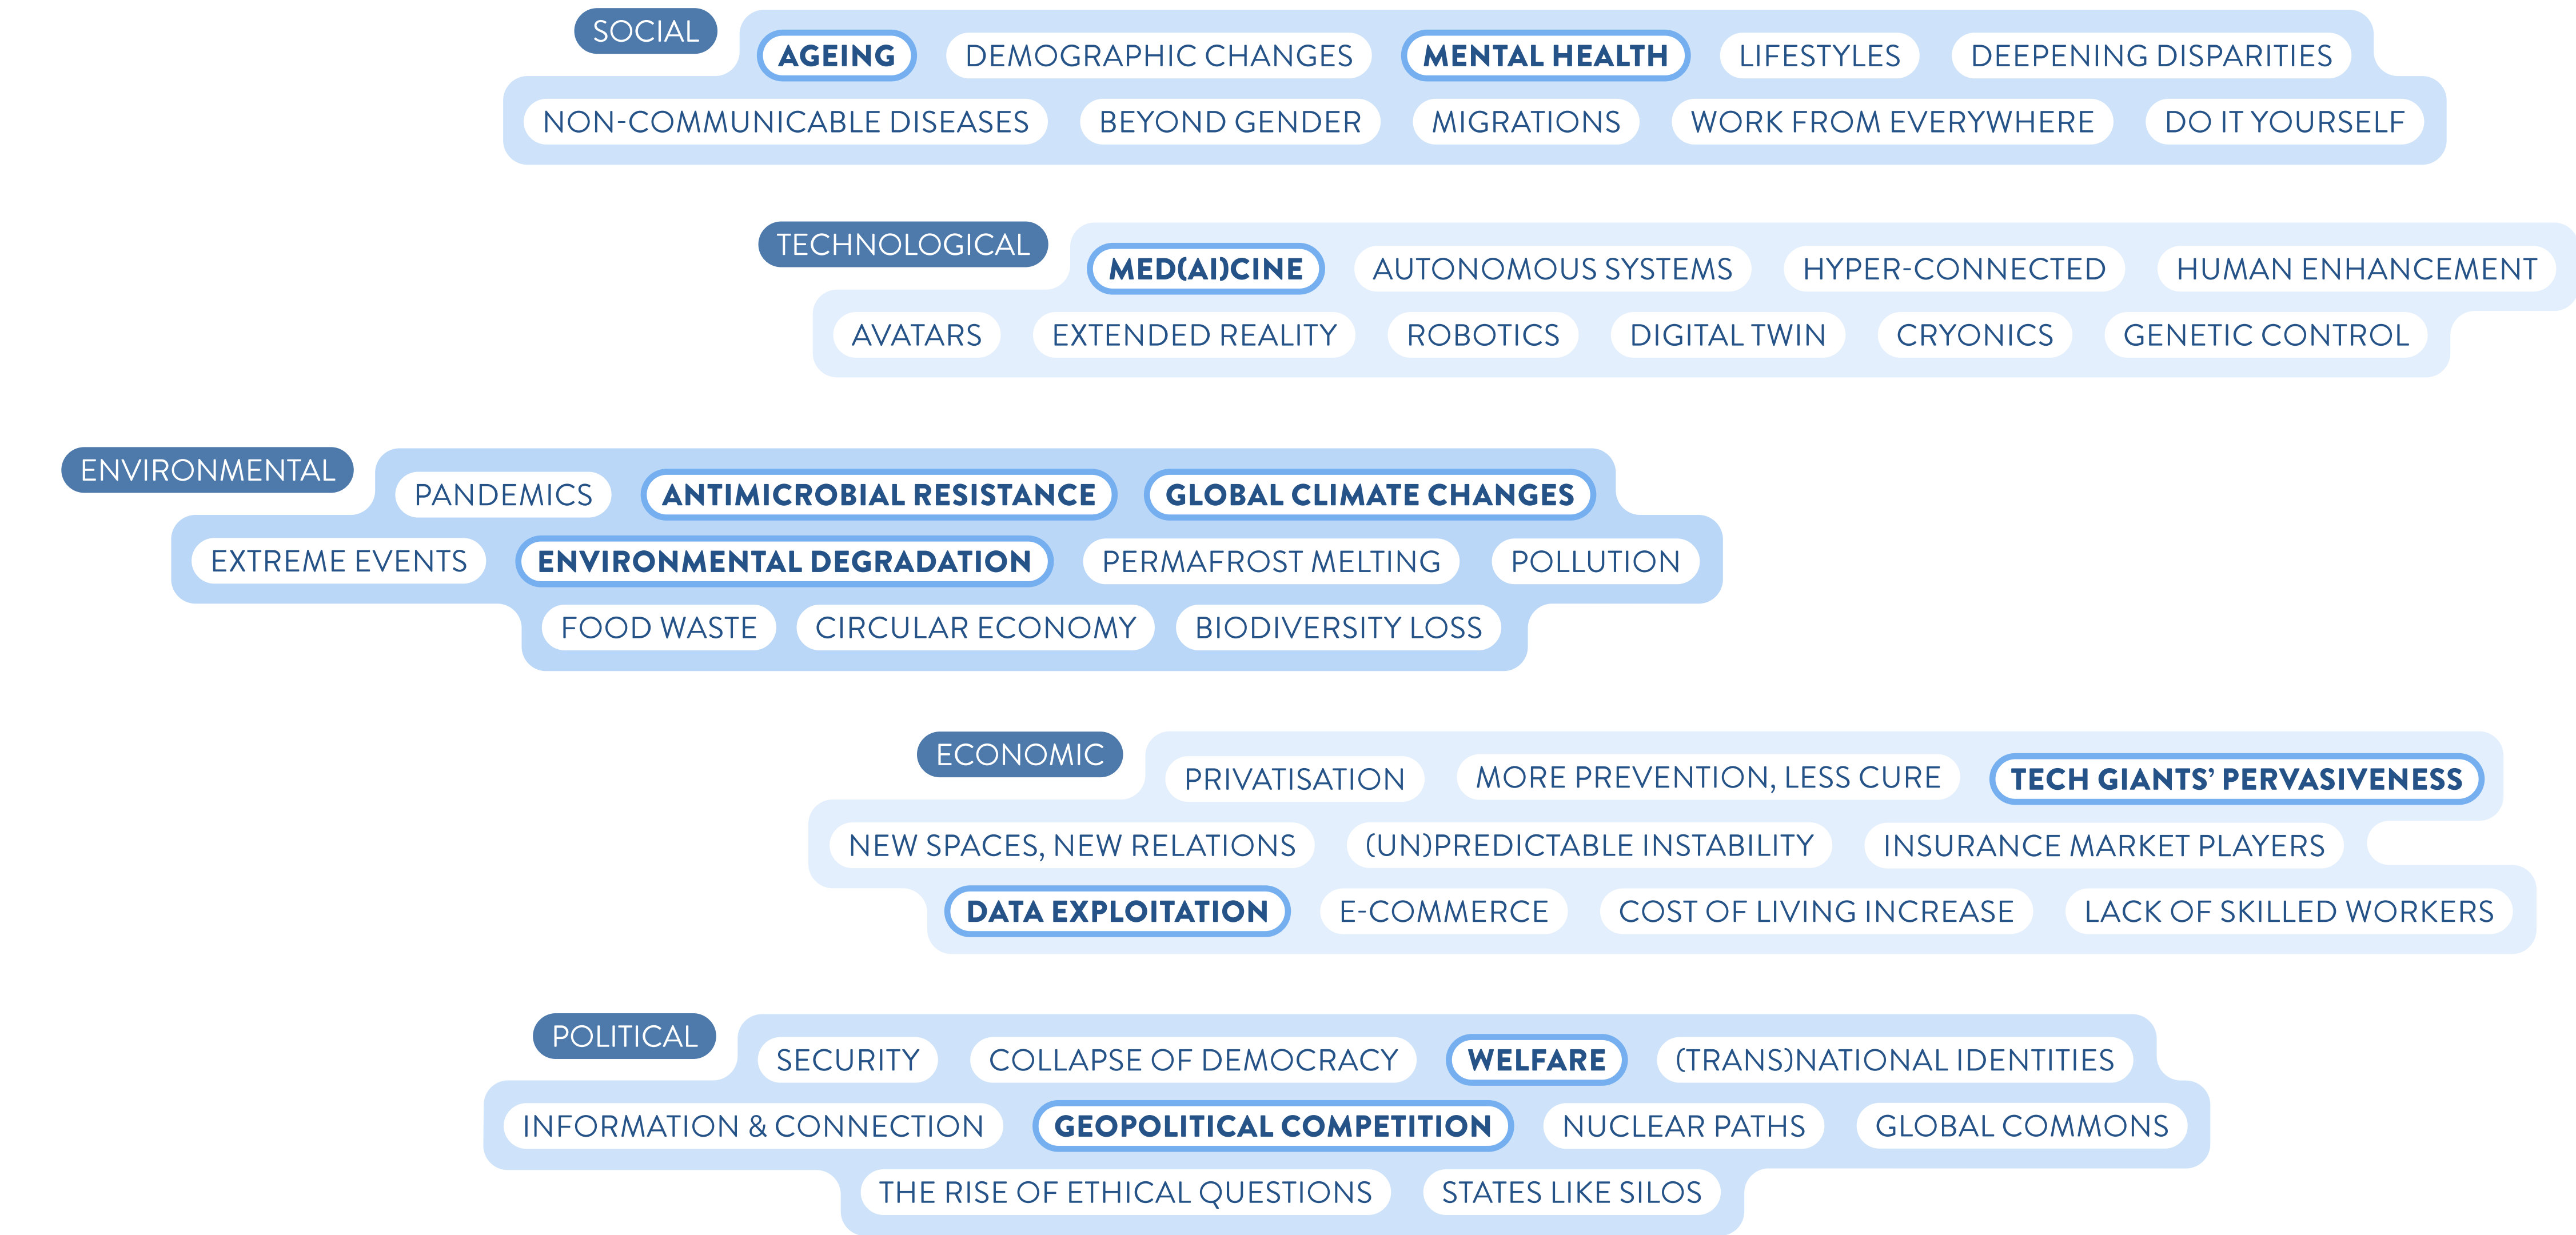 SOCIAL
AGEING DEMOGRAPHIC CHANGES MENTAL HEALTH LIFESTYLES DEEPENING DISPARITIES
NON-COMMUNICABLE DISEASES BEYOND GENDER MIGRATIONS WORK FROM EVERYWHERE DO IT YOURSELF
TECHNOLOGICAL
MED(AI)CINE AUTONOMOUS SYSTEMS HYPER-CONNECTED HUMAN ENHANCEMENT
AVATARS EXTENDED REALITY ROBOTICS DIGITAL TWIN CRYONICS GENETIC CONTROL
ENVIRONMENTAL
PANDEMICS ANTIMICROBIAL RESISTANCE GLOBAL CLIMATE CHANGES
EXTREME EVENTS ENVIRONMENTAL DEGRADATION PERMAFROST MELTING POLLUTION
FOOD WASTE CIRCULAR ECONOMY BIODIVERSITY LOSS
ECONOMIC
PRIVATISATION MORE PREVENTION, LESS CURE TECH GIANTS’ PERVASIVENESS
NEW SPACES, NEW RELATIONS (UN)PREDICTABLE INSTABILITY INSURANCE MARKET PLAYERS
DATA EXPLOITATION E-COMMERCE COST OF LIVING INCREASE LACK OF SKILLED WORKERS
POLITICAL
SECURITY COLLAPSE OF DEMOCRACY WELFARE (TRANS)NATIONAL IDENTITIES
INFORMATION & CONNECTION GEOPOLITICAL COMPETITION NUCLEAR PATHS GLOBAL COMMONS
THE RISE OF ETHICAL QUESTIONS STATES LIKE SILOS